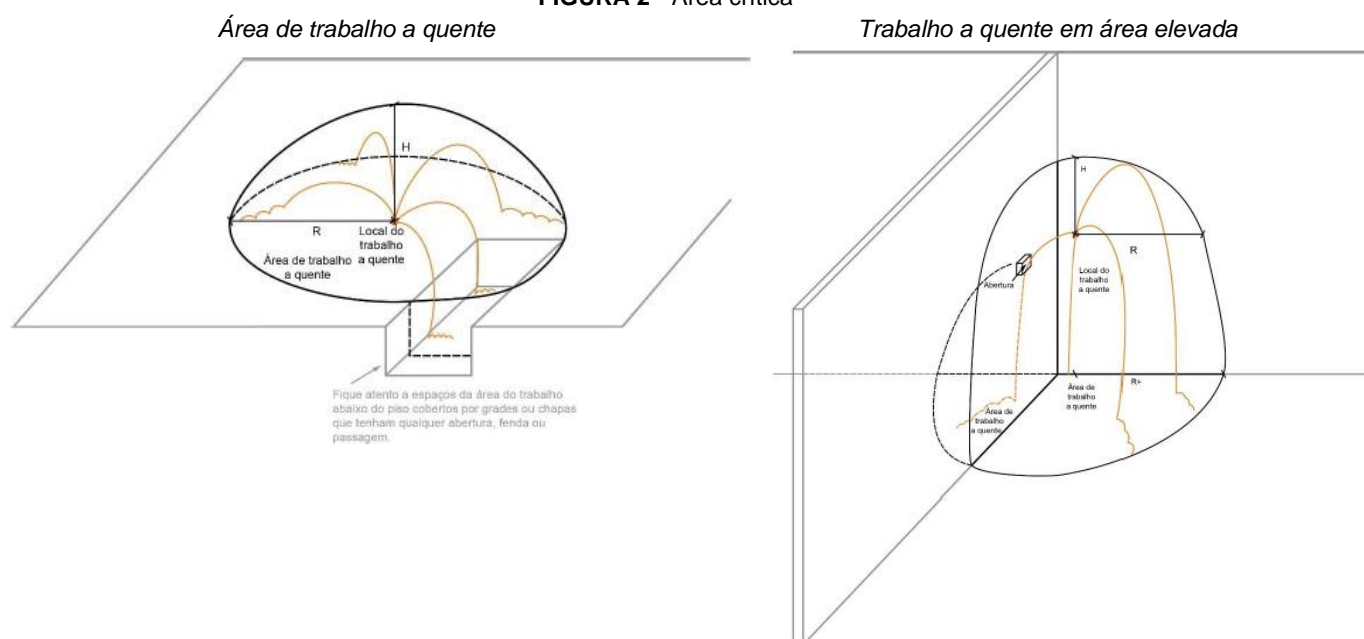 FIGURA 2 - Área crítica
Área de trabalho a quente
Trabalho a quente em área elevada
H
R
Local do
trabalho
a quente
Área de trabalho
a quente
Fique atento a espaços da área do trabalho
abaixo do piso cobertos por grades ou chapas
que tenham qualquer abertura, fenda ou
passagem.
H
R
Local do
trabalho
a quente
Abertura
R+
Área de
trabalho
a quente
Área de
trabalho
a quente